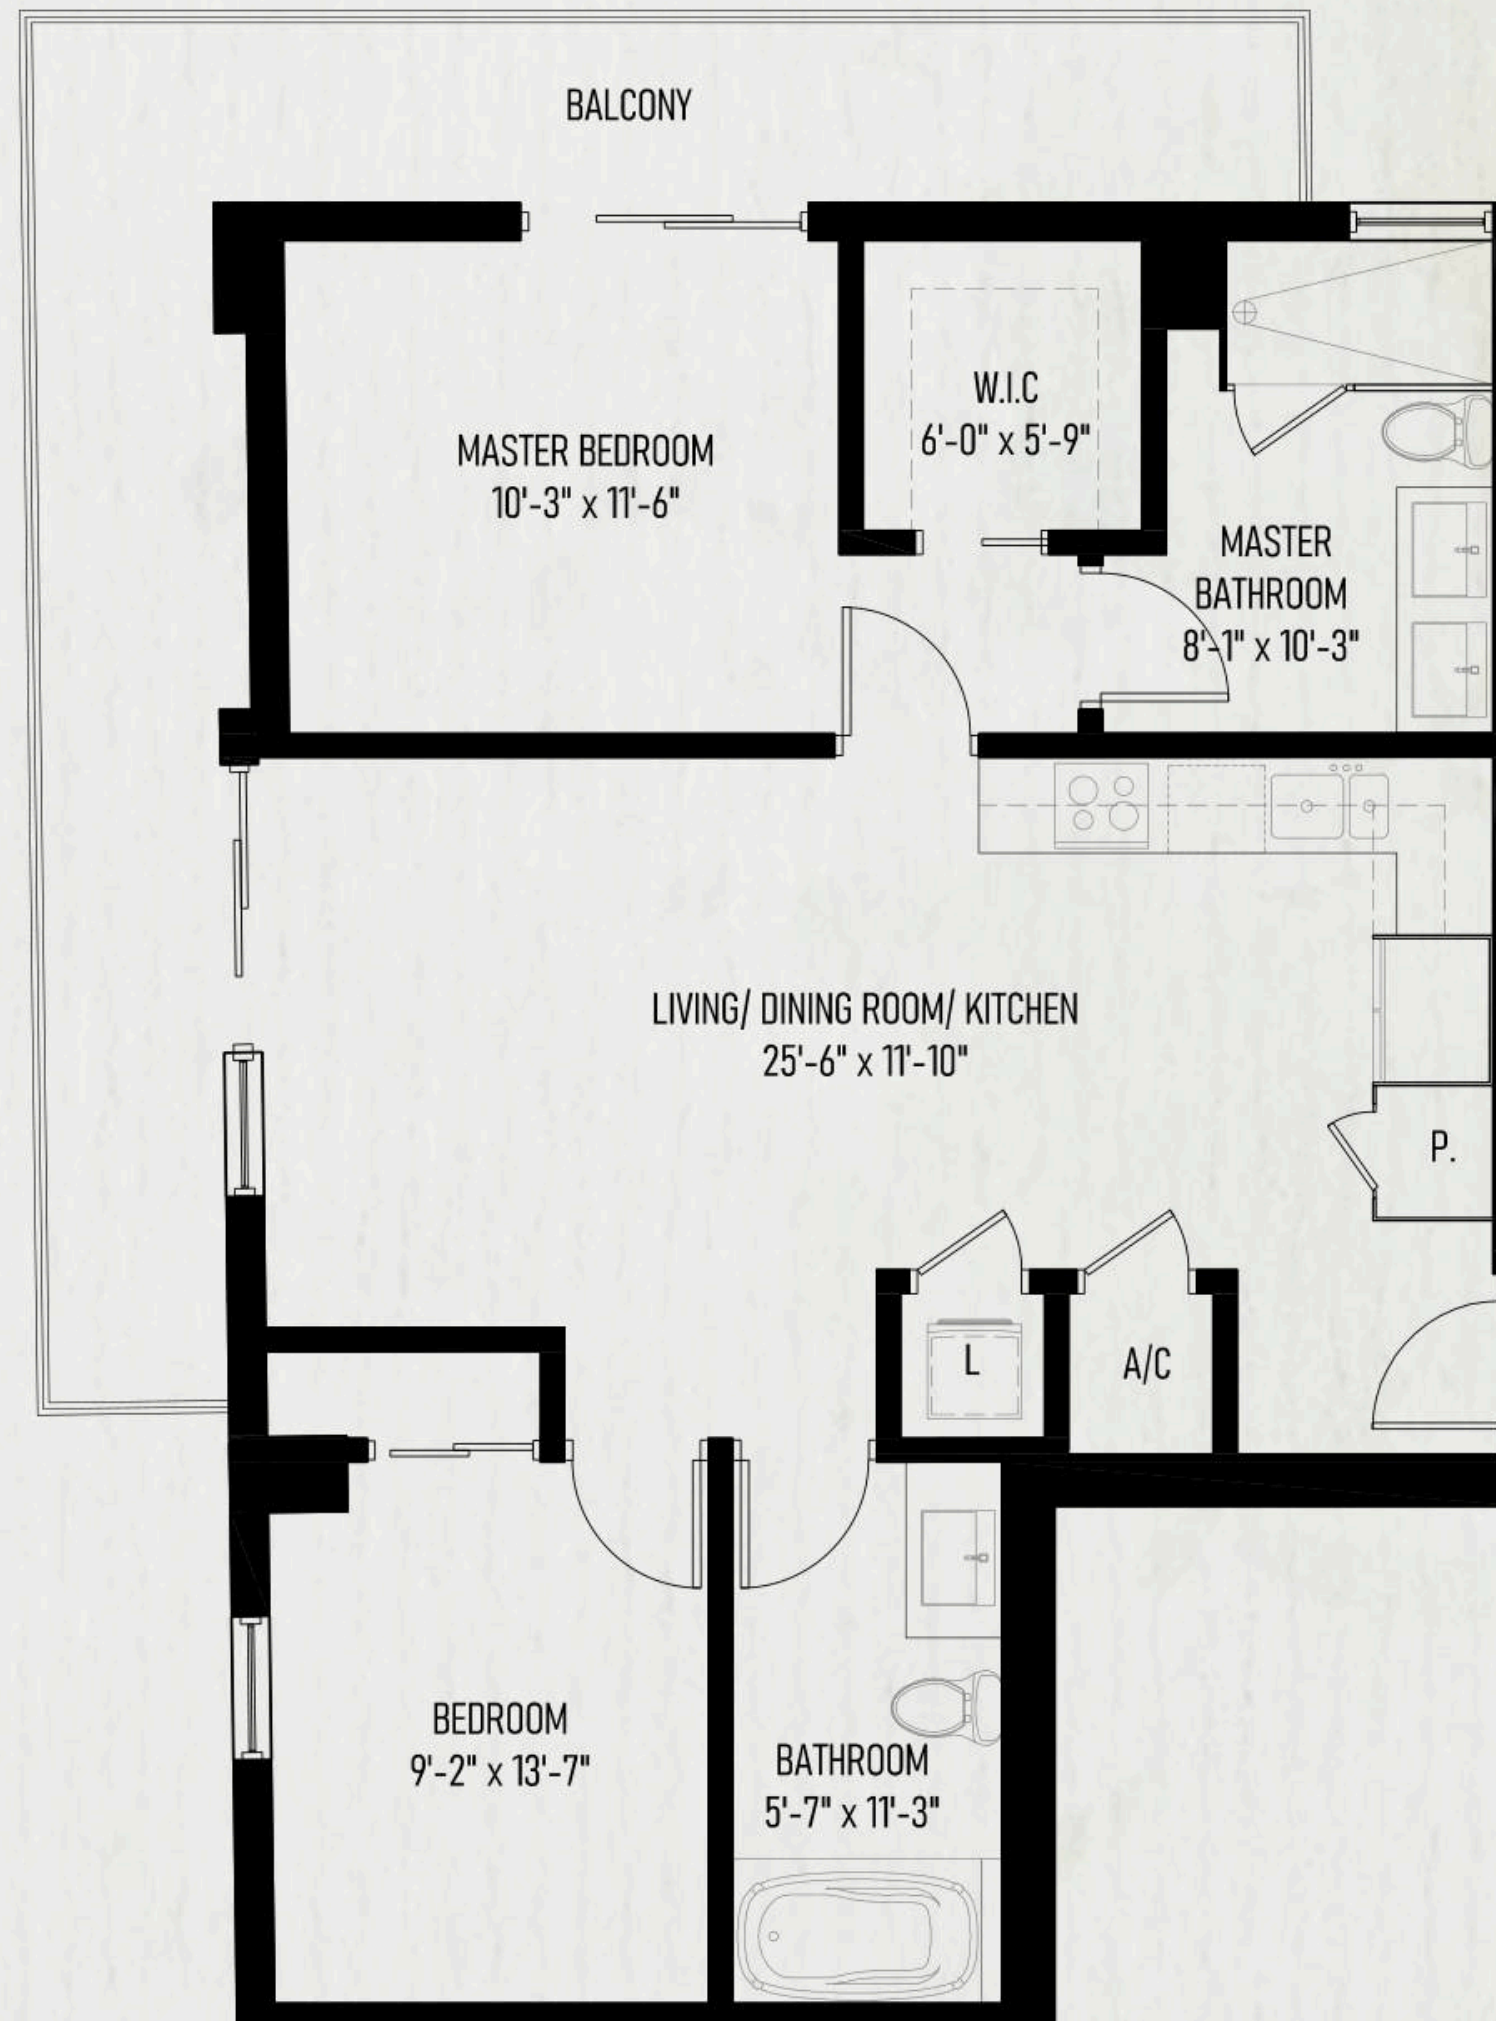 BALCONY
W.I.C
6'-0" x 5'-9"
MASTER BEDROOM
10'-3" x 11'-6"
MASTER
BATHROOM
8'-1" x 10'-3"
LIVING/ DINING ROOM/ KITCHEN
25'-6" x 11'-10"
P.
L
A/C
BEDROOM
9'-2" x 13'-7"
BATHROOM
5'-7" x 11'-3"